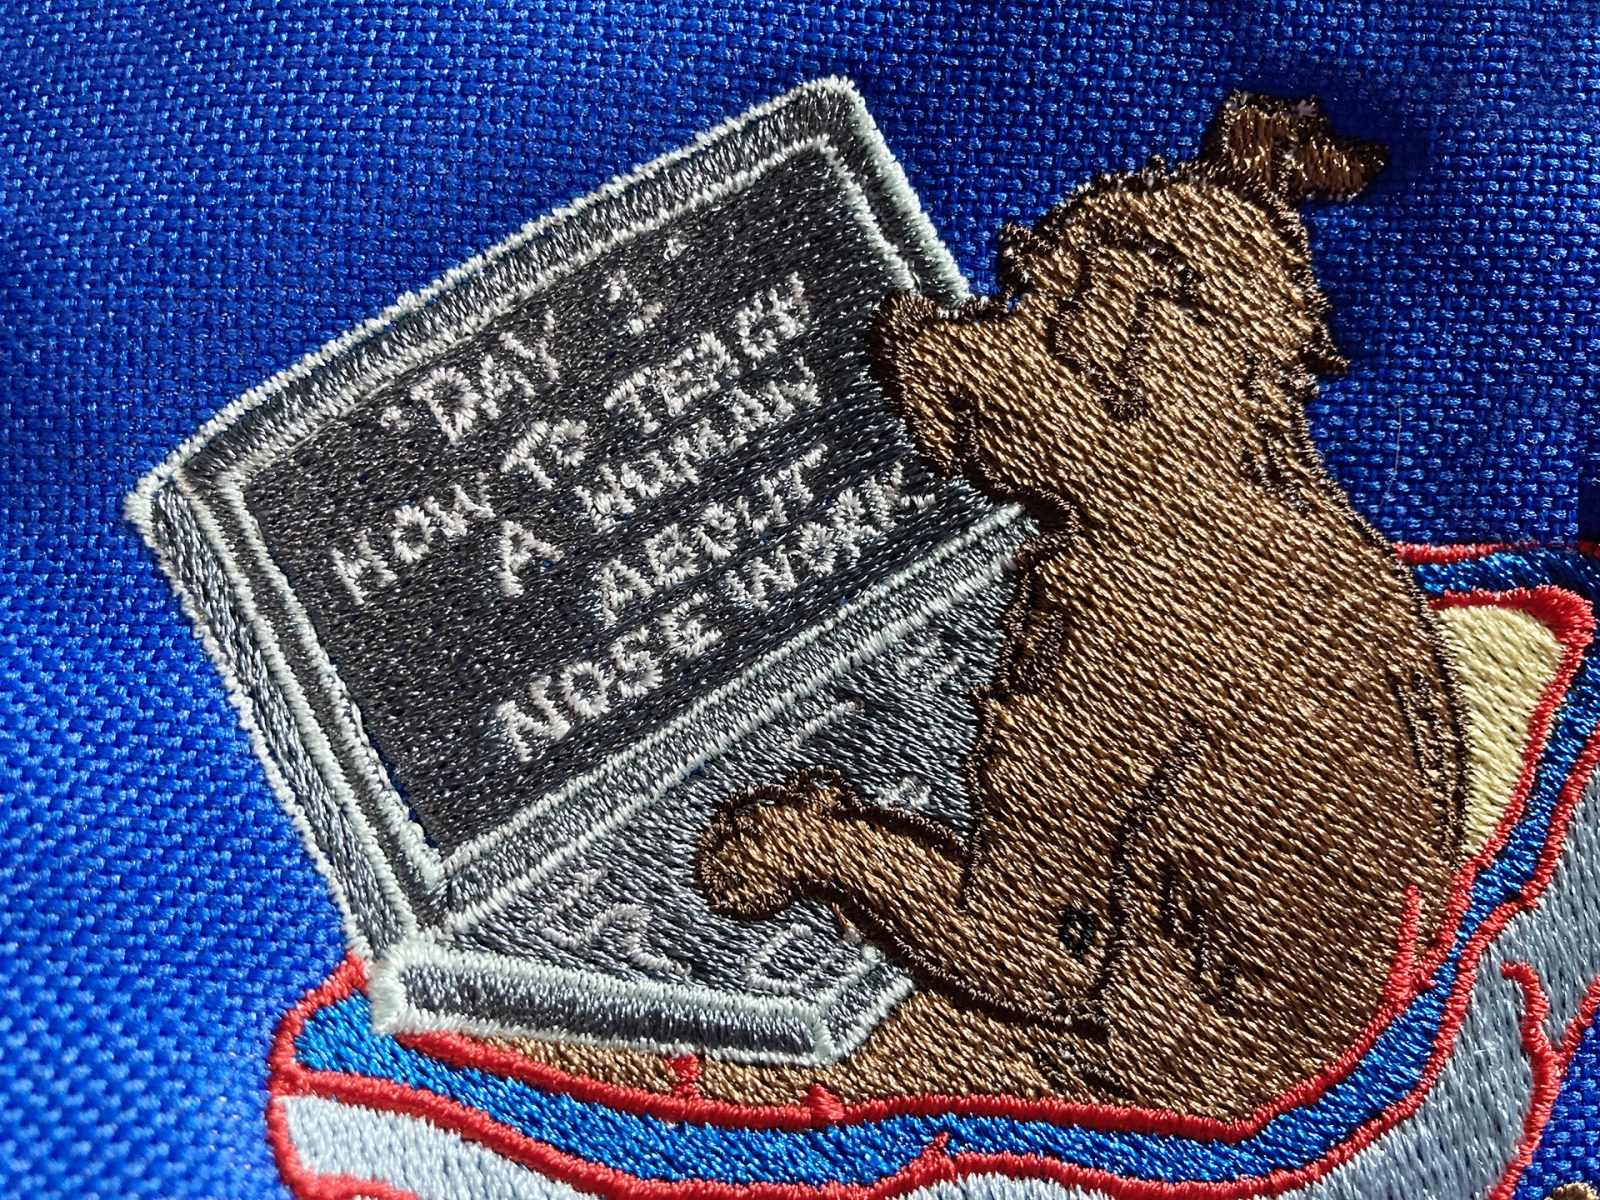 "DAY 1
HOW TO TEACH
A HUMAN
ABOUT
NOSE WORK